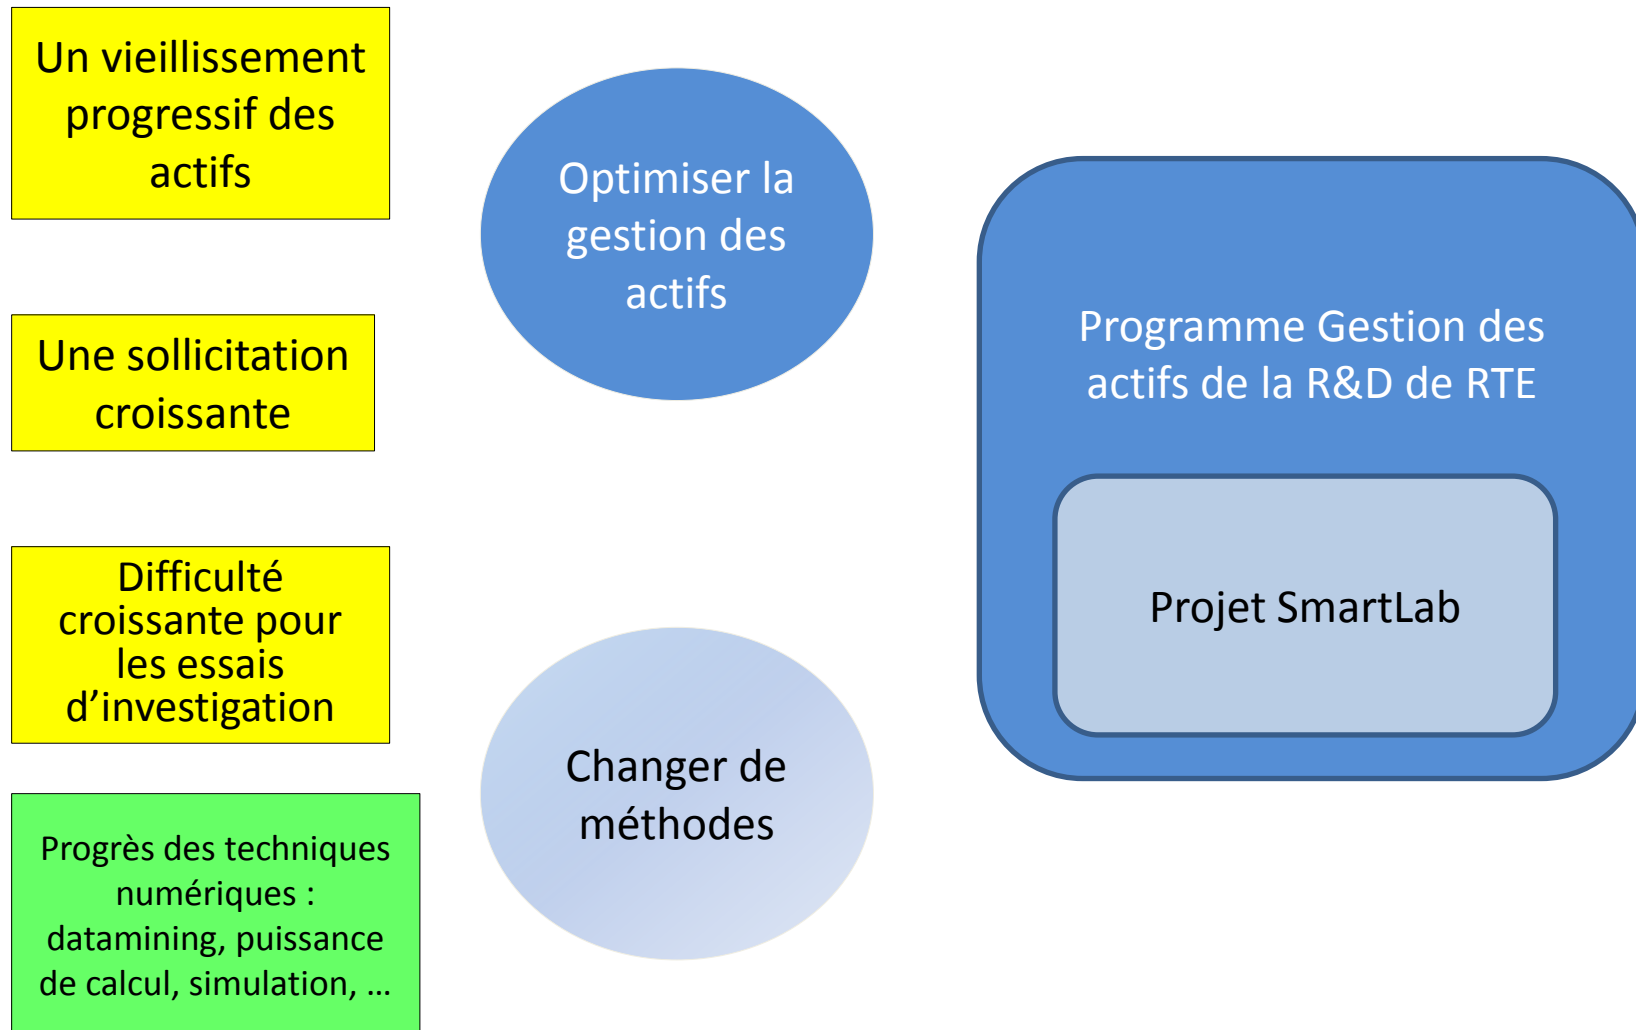 Un vieillissement
progressif des
actifs
Une sollicitation
croissante
Difficulté
croissante pour
les essais
d’investigation
Progrès des techniques
numériques :
datamining, puissance
de calcul, simulation, …
Optimiser la
gestion des
actifs
Changer de
méthodes
Programme Gestion des
actifs de la R&D de RTE
Projet SmartLab